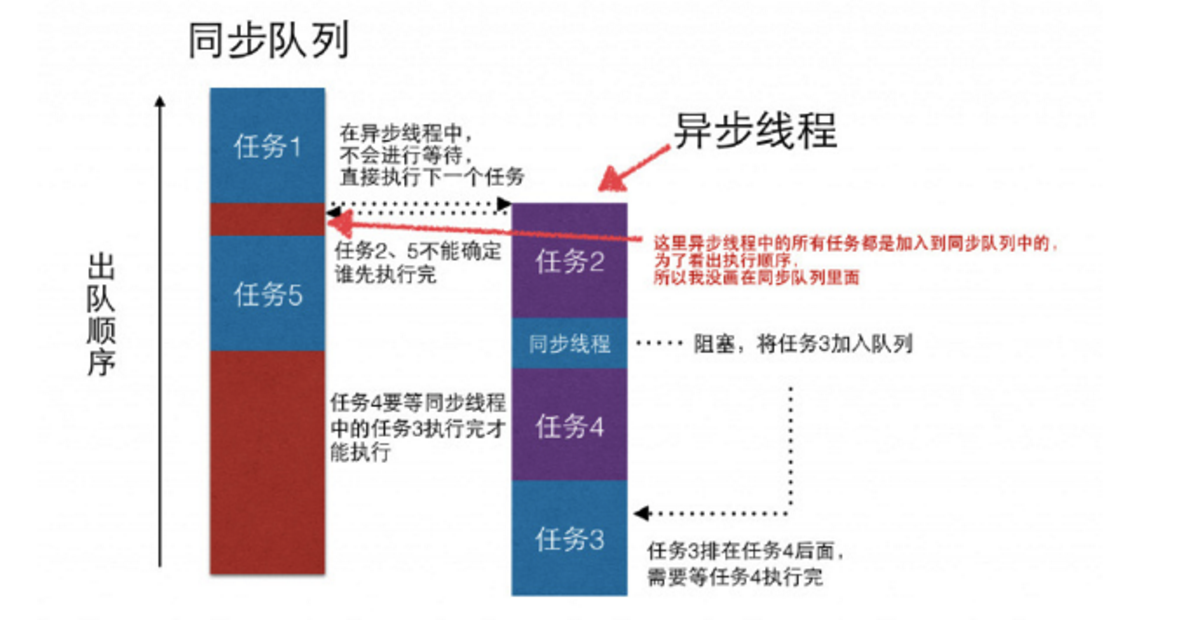 同步队列
任务1
在异步线程中，
不会进行等待，
直接执行下一个任务
异步线程
任务2、5不能确定
谁先执行完
任务2
这里异步线程中的所有任务都是加入到同步队列中的，
为了看出执行顺序，
所以我没画在同步队列里面
出队顺序
任务5
同步线程
阻塞，将任务3加入队列
任务4要等同步线程
中的任务3执行完才
能执行
任务4
任务3
任务3排在任务4后面，
需要等任务4执行完